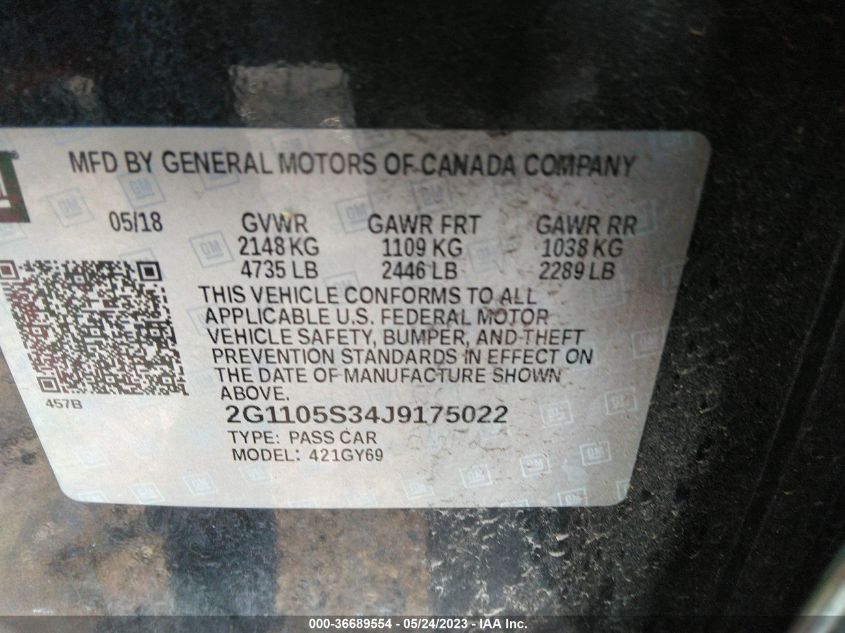 MFD BY GENERAL MOTORS OF CANADA COMPANY
05/18 GVWR GAWR FRT GAWR RR
2148 KG 1109 KG 1038 KG
4735 LB 2446 LB 2289 LB
THIS VEHICLE CONFORMS TO ALL
APPLICABLE U.S. FEDERAL MOTOR
VEHICLE SAFETY, BUMPER, AND THEFT
PREVENTION STANDARDS IN EFFECT ON
THE DATE OF MANUFACTURE SHOWN
ABOVE.
457B
2G1105S34J9175022
TYPE: PASS CAR
MODEL: 421GY69
000-36689554 - 05/24/2023 - IAA Inc.